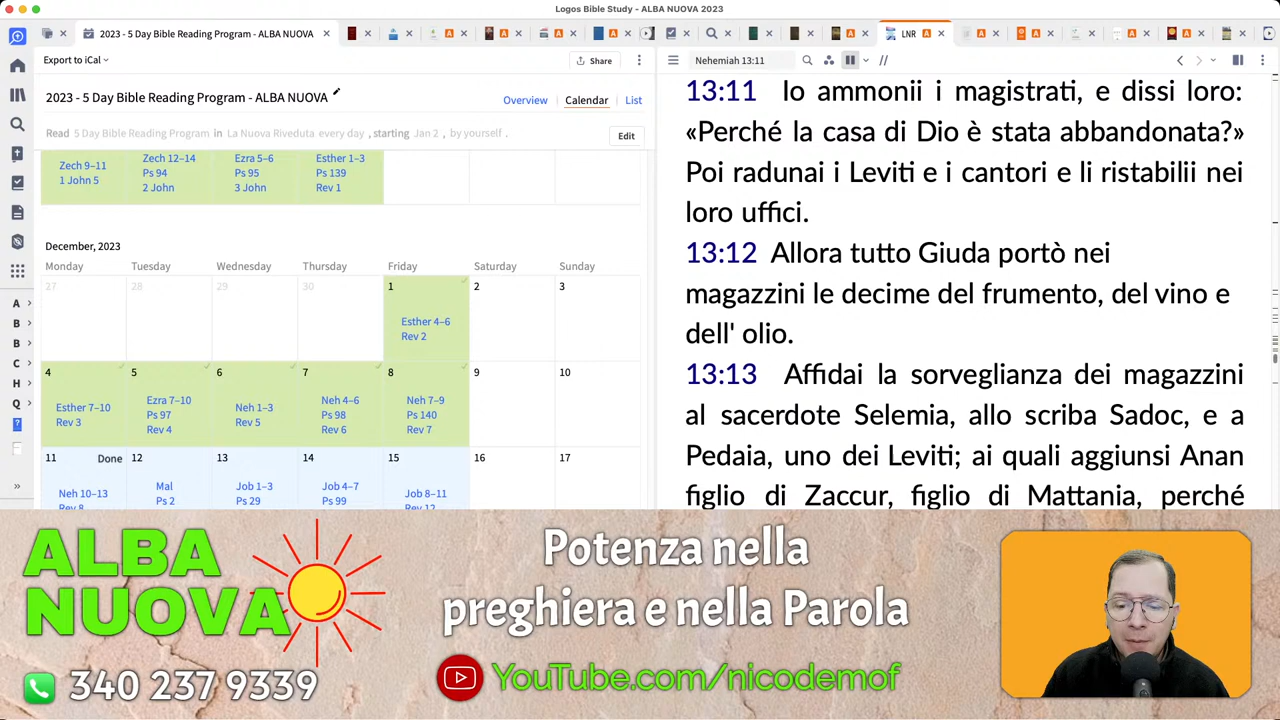 Logos Bible Study - ALBA NUOVA 2023
2023 - 5 Day Bible Reading Program - ALBA NUOVA
LNR
Export to iCal
Share
Nehemiah 13:11
2023 - 5 Day Bible Reading Program - ALBA NUOVA
Overview
Calendar
List
Read 5 Day Bible Reading Program in La Nuova Riveduta every day , starting Jan 2 , by yourself .
Edit
Zech 9–11
1 John 5
Zech 12–14
Ps 94
2 John
Ezra 5–6
Ps 95
3 John
Esther 1–3
Ps 139
Rev 1
December, 2023
Monday Tuesday Wednesday Thursday Friday Saturday Sunday
27 28 29 30 1 2 3
Esther 4–6
Rev 2
4 5 6 7 8 9 10
Esther 7–10
Rev 3
Ezra 7–10
Ps 97
Rev 4
Neh 1–3
Rev 5
Neh 4–6
Ps 98
Rev 6
Neh 7–9
Ps 140
Rev 7
11 Done 12 13 14 15 16 17
Neh 10–13
Rev 8
Mal
Ps 2
Job 1–3
Ps 29
Job 4–7
Ps 99
Job 8–11
Rev 12
A
B
B
C
H
Q
13:11 Io ammonii i magistrati, e dissi loro:
«Perché la casa di Dio è stata abbandonata?»
Poi radunai i Leviti e i cantori e li ristabilii nei
loro uffici.
13:12 Allora tutto Giuda portò nei
magazzini le decime del frumento, del vino e
dell' olio.
13:13 Affidai la sorveglianza dei magazzini
al sacerdote Selemia, allo scriba Sadoc, e a
Pedaia, uno dei Leviti; ai quali aggiunsi Anan
figlio di Zaccur, figlio di Mattania, perché
ALBA
NUOVA
340 237 9339
Potenza nella
preghiera e nella Parola
YouTube.com/nicodemof